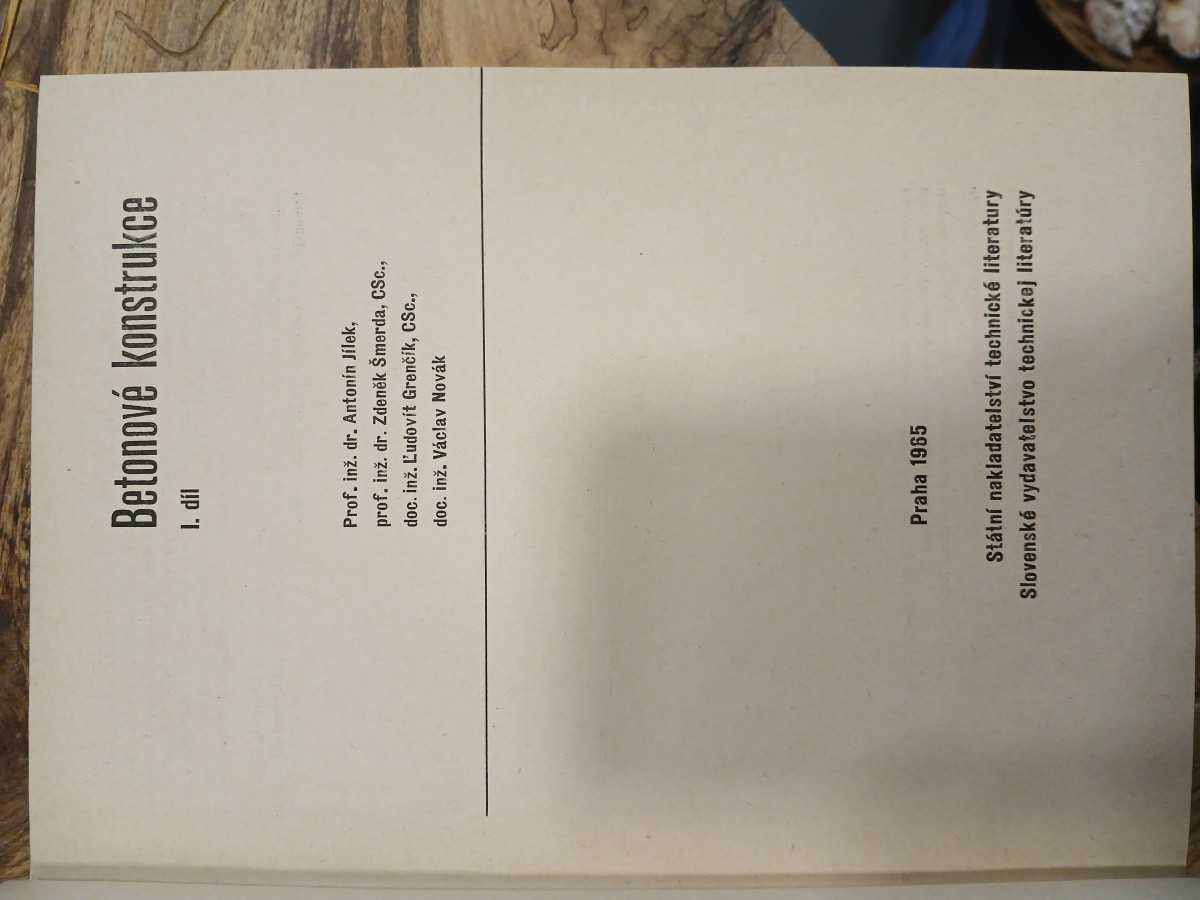 Betonové konstrukce
I. díl
Prof. inž. dr. Antonín Jílek,
prof. inž. dr. Zdeněk Šmerda, CSc.,
doc. inž. Ľudovít Grenčík, CSc.,
doc. inž. Václav Novák
Praha 1965
Státní nakladatelství technické literatury
Slovenské vydavatelstvo technickej literatúry